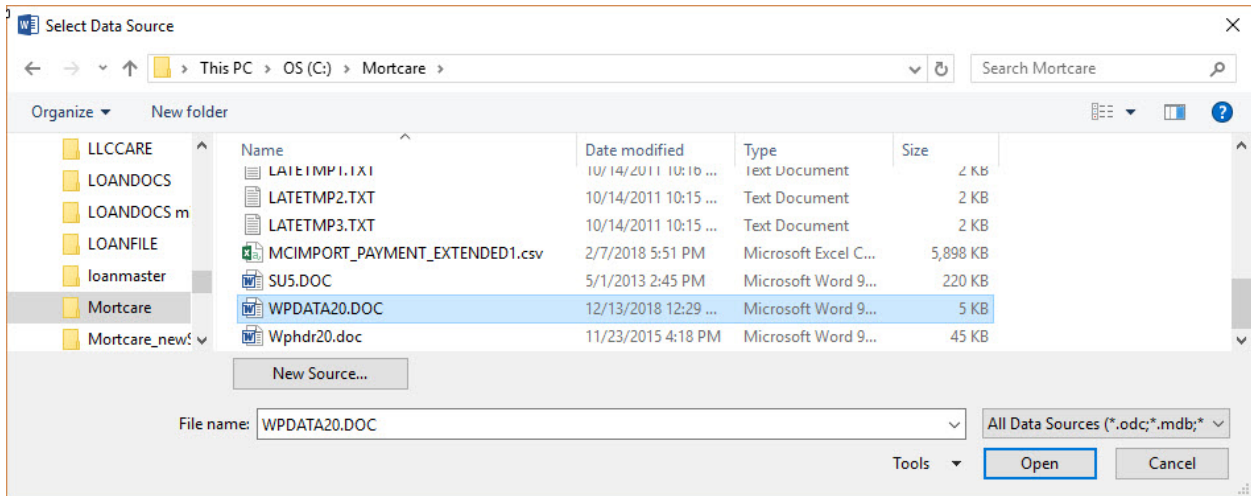 Select Data Source
This PC > OS (C:) > Mortcare >
Search Mortcare
Organize
New folder
LLCCARE
LOANDOCS
LOANDOCS m
LOANFILE
loanmaster
Mortcare
Mortcare_newS
Name Date modified Type Size
LATETMP1.TXT 10/14/2011 10:16 ... Text Document 2 KB
LATETMP2.TXT 10/14/2011 10:15 ... Text Document 2 KB
LATETMP3.TXT 10/14/2011 10:15 ... Text Document 2 KB
MCIMPORT_PAYMENT_EXTENDED1.csv 2/7/2018 5:51 PM Microsoft Excel C... 5,898 KB
SU5.DOC 5/1/2013 2:45 PM Microsoft Word 9... 220 KB
WPDATA20.DOC 12/13/2018 12:29 ... Microsoft Word 9... 5 KB
Wphdr20.doc 11/23/2015 4:18 PM Microsoft Word 9... 45 KB
New Source...
File name: WPDATA20.DOC All Data Sources (*.odc;*.mdb;*
Tools Open Cancel